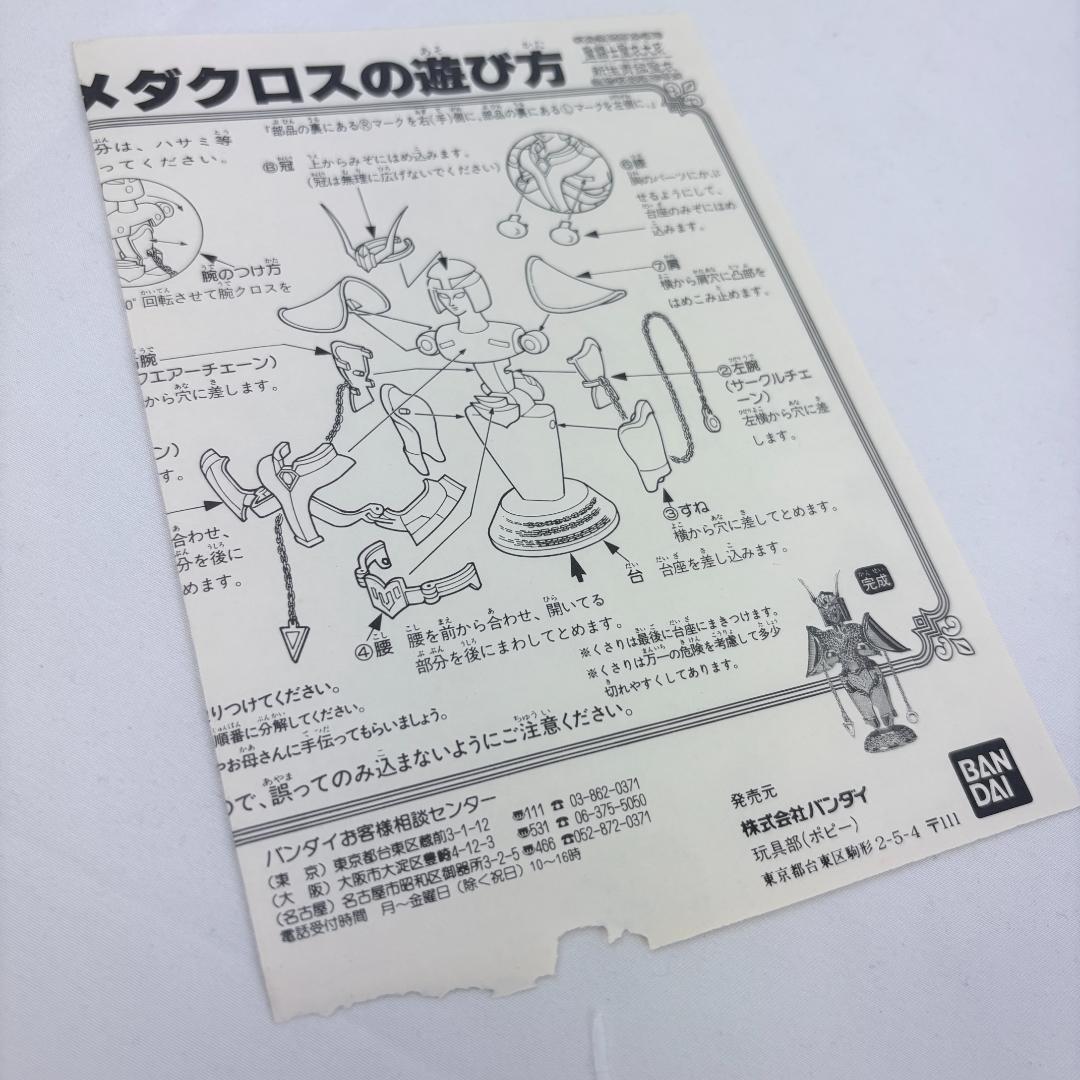 メダクロスの遊び方
『部品の裏にあるⓇマークを右(手)側に、部品の裏にあるⓁマークを左側に。』
分は、ハサミ等
ってください。
⑧冠 上からみぞにはめ込みます。
(冠は無理に広げないでください)
胸のパーツにかぶ
せるようにして、
台座のみぞにはめ
込みます。
腕のつけ方
0°回転させて腕クロスを
⑦肩
横から肩穴に凸部を
はめこみ止めます。
腕
クエアーチェーン)
から穴に差します。
②左腕
(サークルチェ
ーン)
左横から穴に差
します。
ン)
す。
合わせ、
分を後に
めます。
③すね
横から穴に差してとめます。
台 台座を差し込みます。
④腰 腰を前から合わせ、開いてる
部分を後にまわしてとめます。
※くさりは最後に台座にまきつけます。
※くさりは万一の危険を考慮して多少
切れやすくしてあります。
完成
りつけてください。
順番に分解してください。
やお母さんに手伝ってもらいましょう。
ので、誤ってのみ込まないようにご注意ください。
バンダイお客様相談センター
(東 京) 東京都台東区蔵前3-1-12 〠111 ☎ 03-862-0371
(大 阪) 大阪市大淀区豊崎4-12-3 〠531 ☎ 06-375-5050
(名古屋) 名古屋市昭和区御器所3-2-5 〠466 ☎052-872-0371
電話受付時間 月〜金曜日(除く祝日)10〜16時
発売元
株式会社バンダイ
玩具部(ポピー)
東京都台東区駒形2-5-4 〒111
BAN
DAI